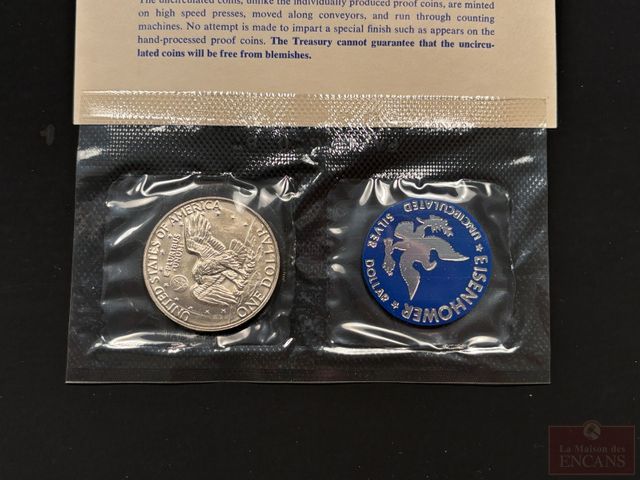 The uncirculated coins, unlike the individually produced proof coins, are minted
on high speed presses, moved along conveyors, and run through counting
machines. No attempt is made to impart a special finish such as appears on the
hand-processed proof coins. The Treasury cannot guarantee that the uncircu-
lated coins will be free from blemishes.
UNITED STATES OF AMERICA
ONE DOLLAR
EISENHOWER
UNCIRCULATED
SILVER
DOLLAR
La Maison des
ENCANS